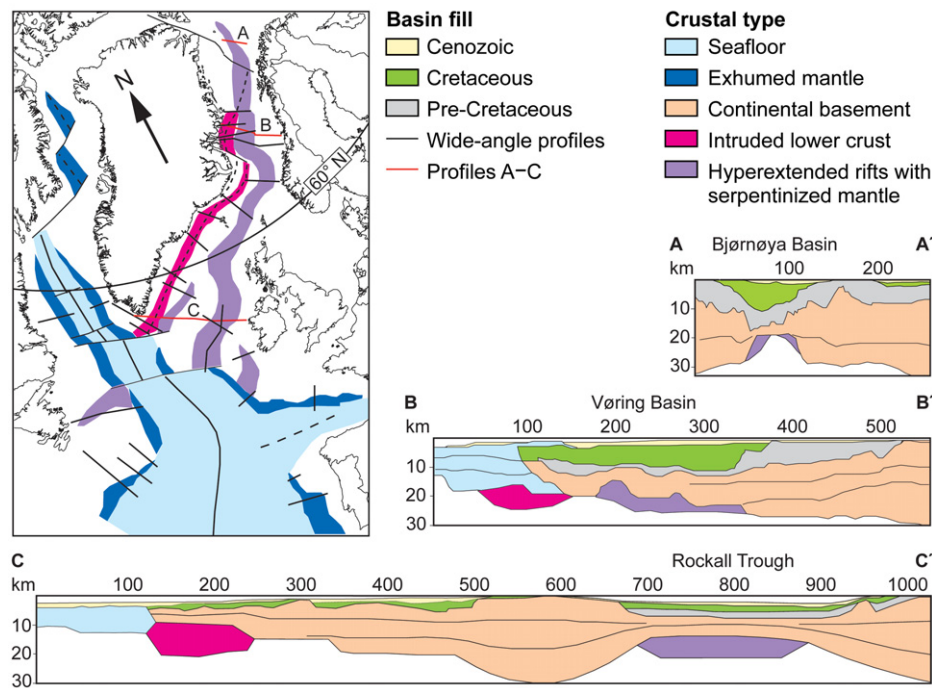 A
N
B
60° N
C
Basin fill
Cenozoic
Cretaceous
Pre-Cretaceous
Wide-angle profiles
Profiles A–C
Crustal type
Seafloor
Exhumed mantle
Continental basement
Intruded lower crust
Hyperextended rifts with
serpentinized mantle
A Bjørnøya Basin A´
km 100 200
10
20
30
B Vøring Basin B´
km 100 200 300 400 500
10
20
30
C Rockall Trough C´
km 100 200 300 400 500 600 700 800 900 1000
10
20
30